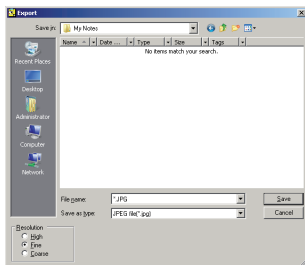 Export
Save in: My Notes
Name Date ... Type Size Tags
No items match your search.
Recent Places
Desktop
Administrator
Computer
Network
File name: *.JPG Save
Save as type: JPEG file(*.jpg) Cancel
Resolution
High
Fine
Coarse